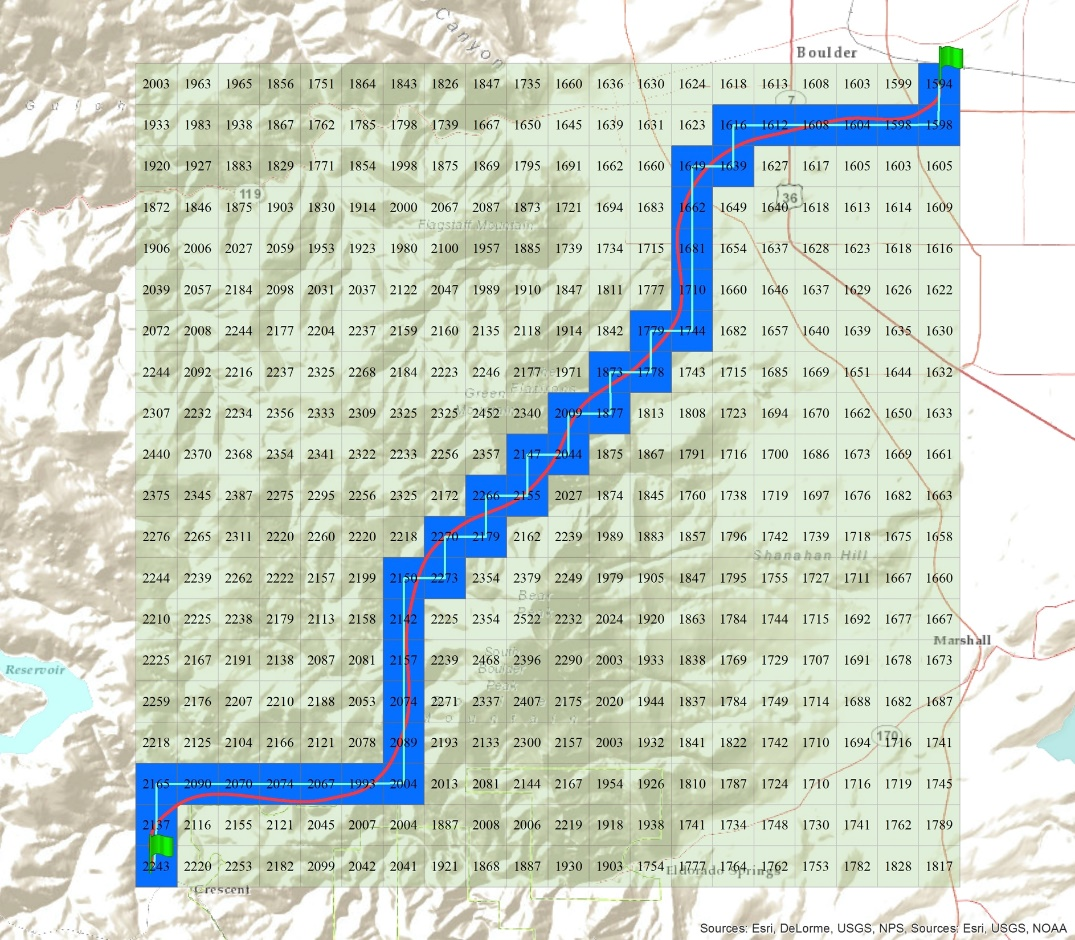 Canyon
Boulder
Gulch
2003 1963 1965 1856 1751 1864 1843 1826 1847 1735 1660 1636 1630 1624 1618 1613 1608 1603 1599 1594
7
1933 1983 1938 1867 1762 1785 1798 1739 1667 1650 1645 1639 1631 1623 1616 1612 1608 1604 1598 1598
1920 1927 1883 1829 1771 1854 1998 1875 1869 1795 1691 1662 1660 1649 1639 1627 1617 1605 1603 1605
119
36
1872 1846 1875 1903 1830 1914 2000 2067 2087 1873 1721 1694 1683 1662 1649 1640 1618 1613 1614 1609
Flagstaff Mountain
1906 2006 2027 2059 1953 1923 1980 2100 1957 1885 1739 1734 1715 1681 1654 1637 1628 1623 1618 1616
2039 2057 2184 2098 2031 2037 2122 2047 1989 1910 1847 1811 1777 1710 1660 1646 1637 1629 1626 1622
2072 2008 2244 2177 2204 2237 2159 2160 2135 2118 1914 1842 1779 1744 1682 1657 1640 1639 1635 1630
2244 2092 2216 2237 2325 2268 2184 2223 2246 2177 1971 1873 1778 1743 1715 1685 1669 1651 1644 1632
Green
Flatirons
2307 2232 2234 2356 2333 2309 2325 2325 2452 2340 2009 1877 1813 1808 1723 1694 1670 1662 1650 1633
2440 2370 2368 2354 2341 2322 2233 2256 2357 2147 2044 1875 1867 1791 1716 1700 1686 1673 1669 1661
2375 2345 2387 2275 2295 2256 2325 2172 2266 2155 2027 1874 1845 1760 1738 1719 1697 1676 1682 1663
2276 2265 2311 2220 2260 2220 2218 2270 2179 2162 2239 1989 1883 1857 1796 1742 1739 1718 1675 1658
Shanahan Hill
2244 2239 2262 2222 2157 2199 2150 2273 2354 2379 2249 1979 1905 1847 1795 1755 1727 1711 1667 1660
Bear
Peak
2210 2225 2238 2179 2113 2158 2142 2225 2354 2522 2232 2024 1920 1863 1784 1744 1715 1692 1677 1667
Marshall
South
Boulder
Peak
Reservoir
2225 2167 2191 2138 2087 2081 2157 2239 2468 2396 2290 2003 1933 1838 1769 1729 1707 1691 1678 1673
2259 2176 2207 2210 2188 2053 2074 2271 2337 2407 2175 2020 1944 1837 1784 1749 1714 1688 1682 1687
170
2218 2125 2104 2166 2121 2078 2089 2193 2133 2300 2157 2003 1932 1841 1822 1742 1710 1694 1716 1741
2165 2090 2070 2074 2067 1993 2004 2013 2081 2144 2167 1954 1926 1810 1787 1724 1710 1716 1719 1745
2137 2116 2155 2121 2045 2007 2004 1887 2008 2006 2219 1918 1938 1741 1734 1748 1730 1741 1762 1789
2243 2220 2253 2182 2099 2042 2041 1921 1868 1887 1930 1903 1754 1777 1764 1762 1753 1782 1828 1817
Eldorado Springs
Crescent
Sources: Esri, DeLorme, USGS, NPS, Sources: Esri, USGS, NOAA